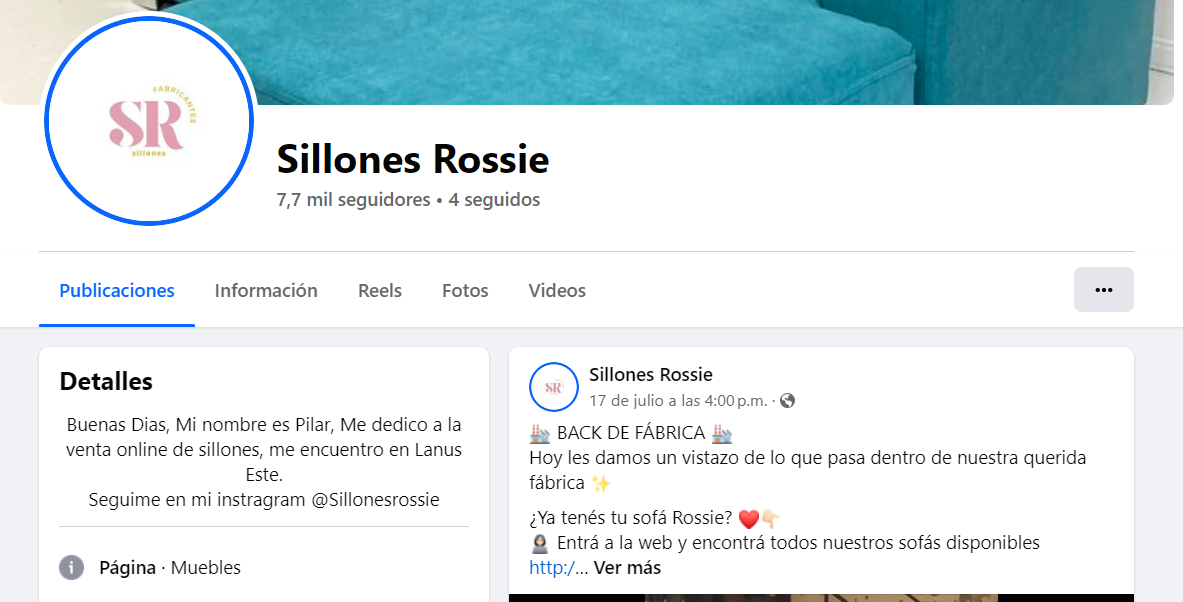 FABRICANTES
SR
sillones
Sillones Rossie
7,7 mil seguidores • 4 seguidos
Publicaciones
Información
Reels
Fotos
Videos
Detalles
Buenas Dias, Mi nombre es Pilar, Me dedico a la
venta online de sillones, me encuentro en Lanus
Este.
Seguime en mi instragram @Sillonesrossie
Página · Muebles
SR
Sillones Rossie
17 de julio a las 4:00 p.m. ·
🏭 BACK DE FÁBRICA 🏭
Hoy les damos un vistazo de lo que pasa dentro de nuestra querida
fábrica ✨
¿Ya tenés tu sofá Rossie? ❤️👇🏻
👩🏻‍💻 Entrá a la web y encontrá todos nuestros sofás disponibles
http:/... Ver más